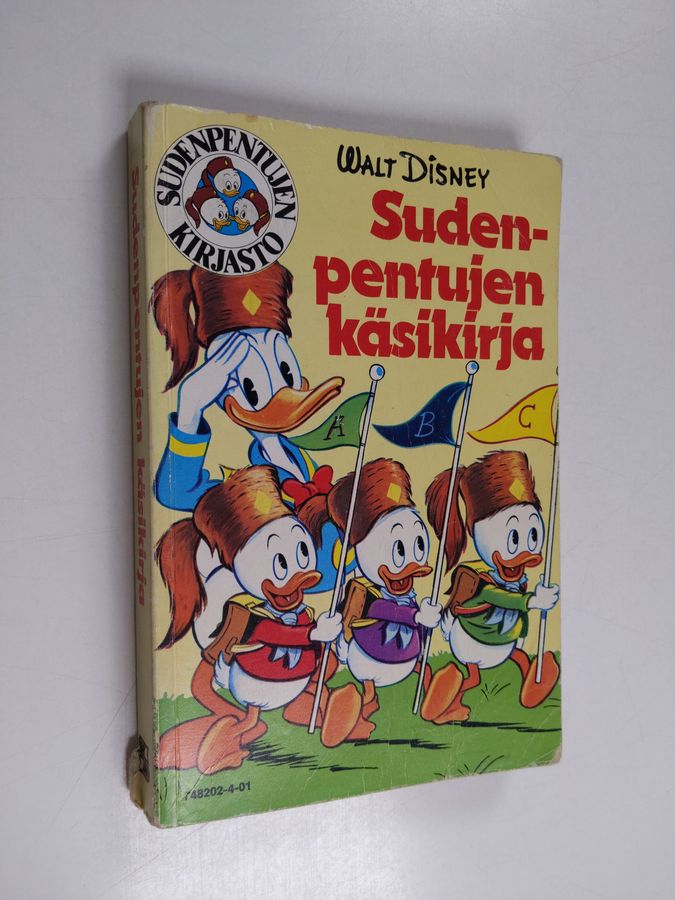 SUDENPENTUJEN
KIRJASTO
WALT DISNEY
Suden-
pentujen
käsikirja
A
B
C
Sudenpentujen käsikirja
748202-4-01